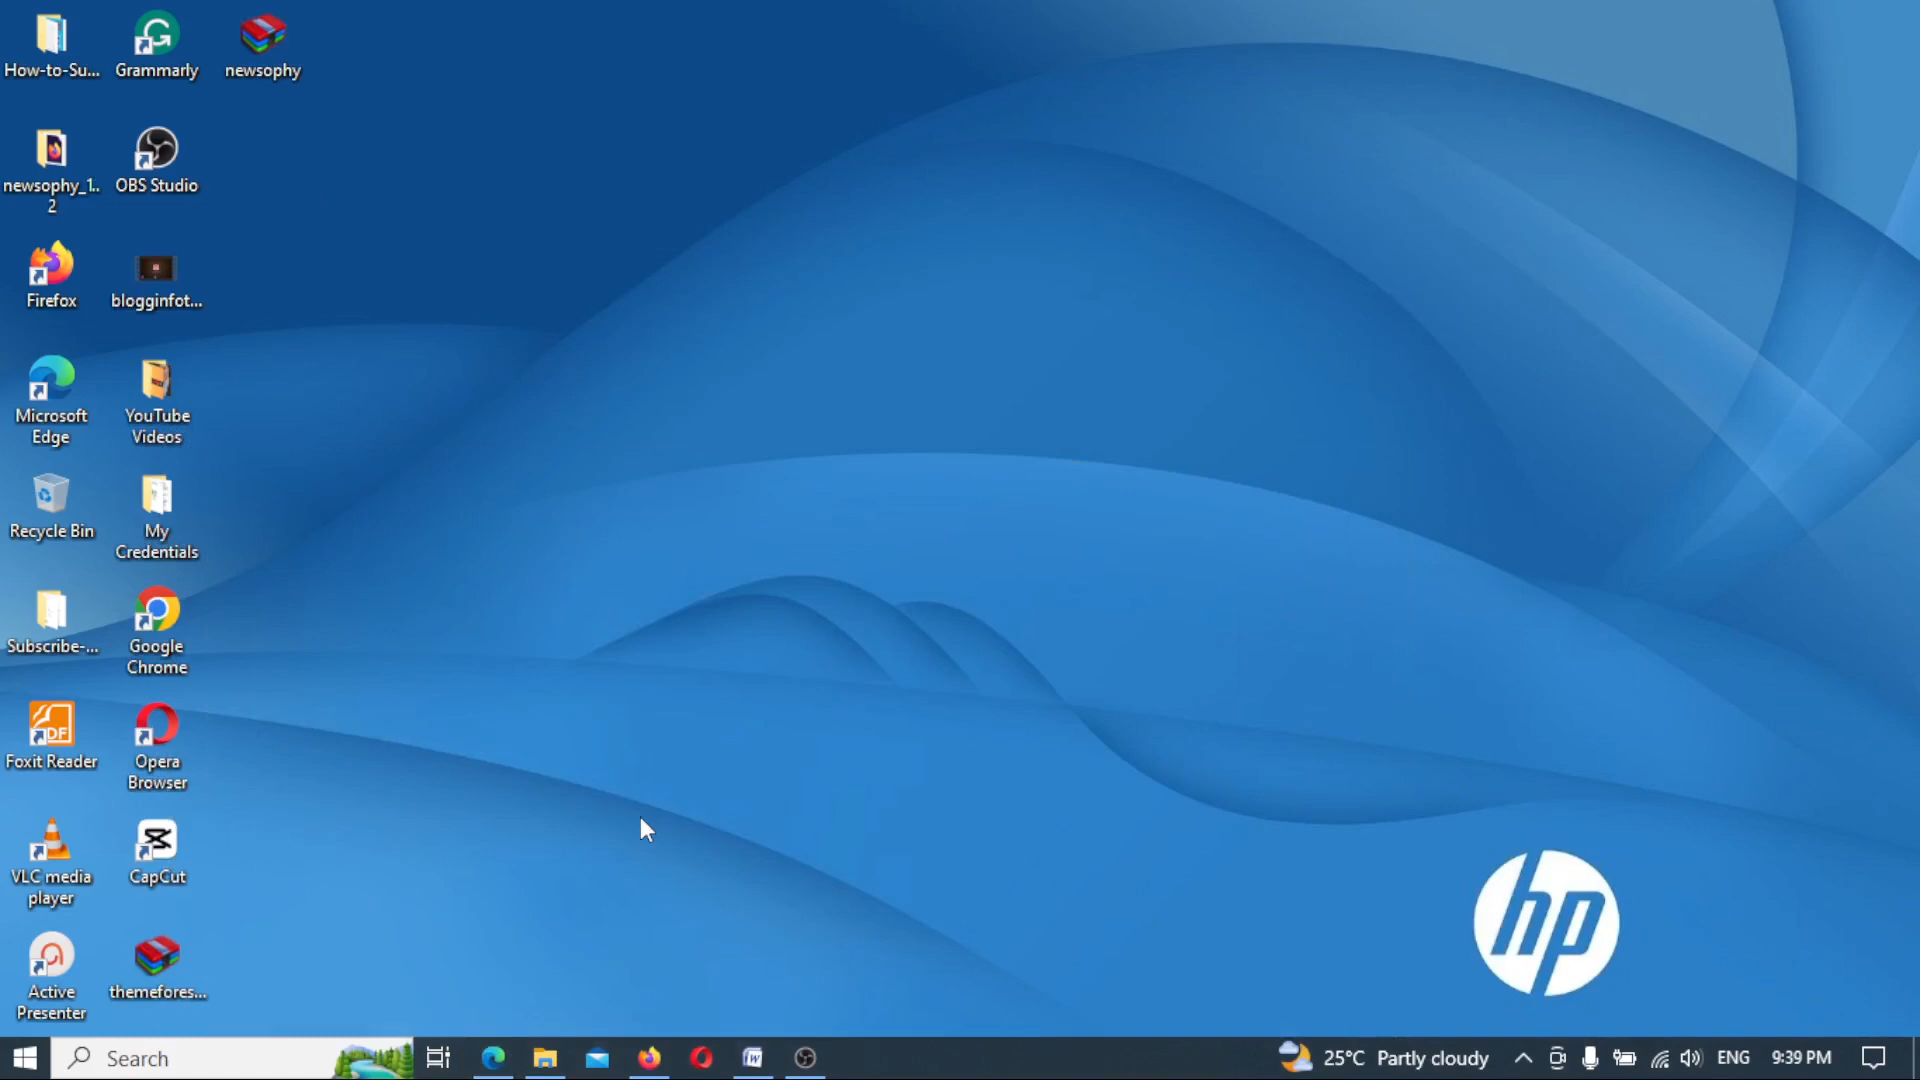 How-to-Su...
Grammarly
newsophy
newsophy_1..
2
OBS Studio
Firefox
blogginfot...
Microsoft
Edge
YouTube
Videos
Recycle Bin
My
Credentials
Subscribe-...
Google
Chrome
Foxit Reader
Opera
Browser
VLC media
player
CapCut
Active
Presenter
themefores...
hp
Search
25°C Partly cloudy
ENG
9:39 PM